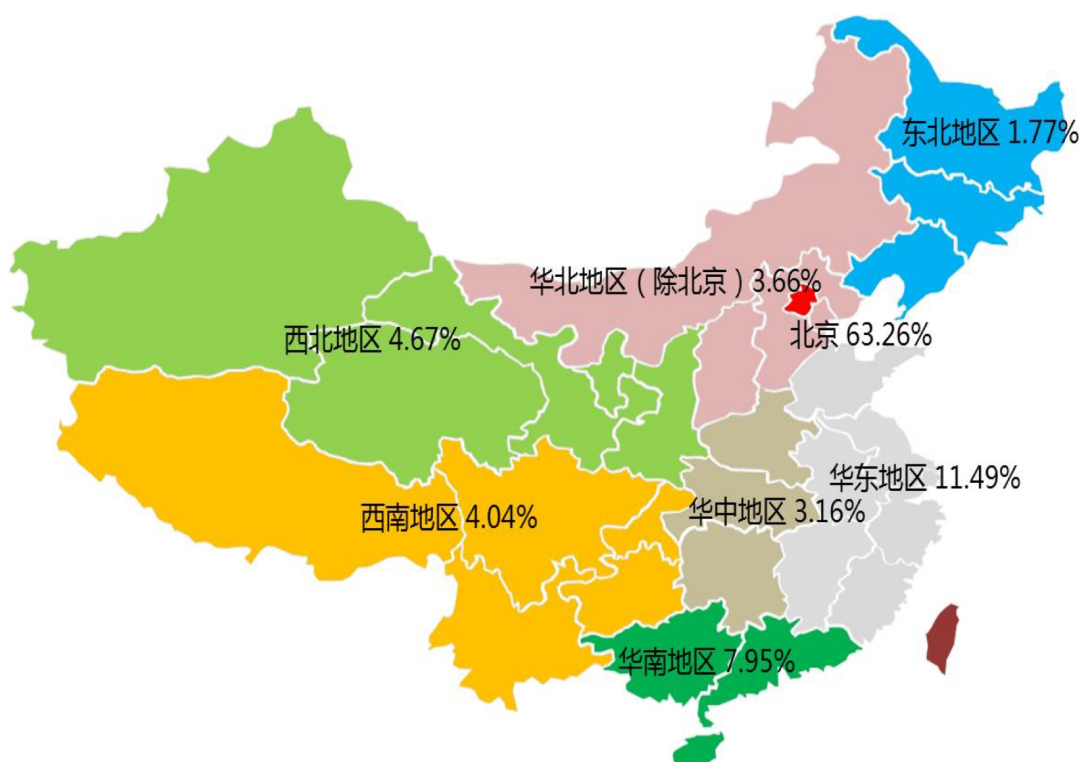 东北地区 1.77%
华北地区（除北京）3.66%
北京 63.26%
西北地区 4.67%
华东地区 11.49%
西南地区 4.04%
华中地区 3.16%
华南地区 7.95%